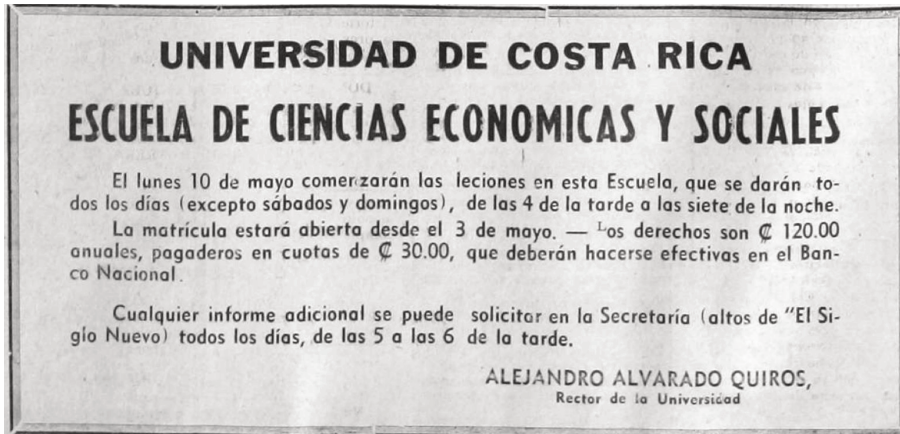 UNIVERSIDAD DE COSTA RICA
ESCUELA DE CIENCIAS ECONOMICAS Y SOCIALES
El lunes 10 de mayo comenzarán las leciones en esta Escuela, que se darán to-
dos los días (excepto sábados y domingos), de las 4 de la tarde a las siete de la noche.
La matrícula estará abierta desde el 3 de mayo. — Los derechos son ₡ 120.00
anuales, pagaderos en cuotas de ₡ 30.00, que deberán hacerse efectivas en el Ban-
co Nacional.
Cualquier informe adicional se puede solicitar en la Secretaría (altos de "El Si-
glo Nuevo) todos los días, de las 5 a las 6 de la tarde.
ALEJANDRO ALVARADO QUIROS,
Rector de la Universidad